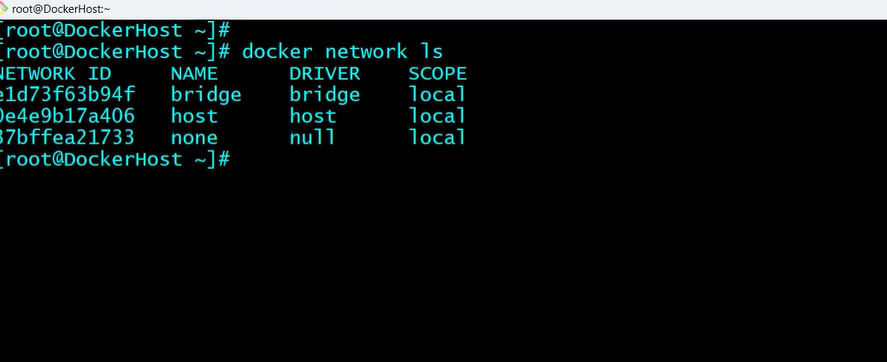 root@DockerHost:~
[root@DockerHost ~]#
[root@DockerHost ~]# docker network ls
NETWORK ID     NAME      DRIVER    SCOPE
e1d73f63b94f   bridge    bridge    local
0e4e9b17a406   host      host      local
37bffea21733   none      null      local
[root@DockerHost ~]#